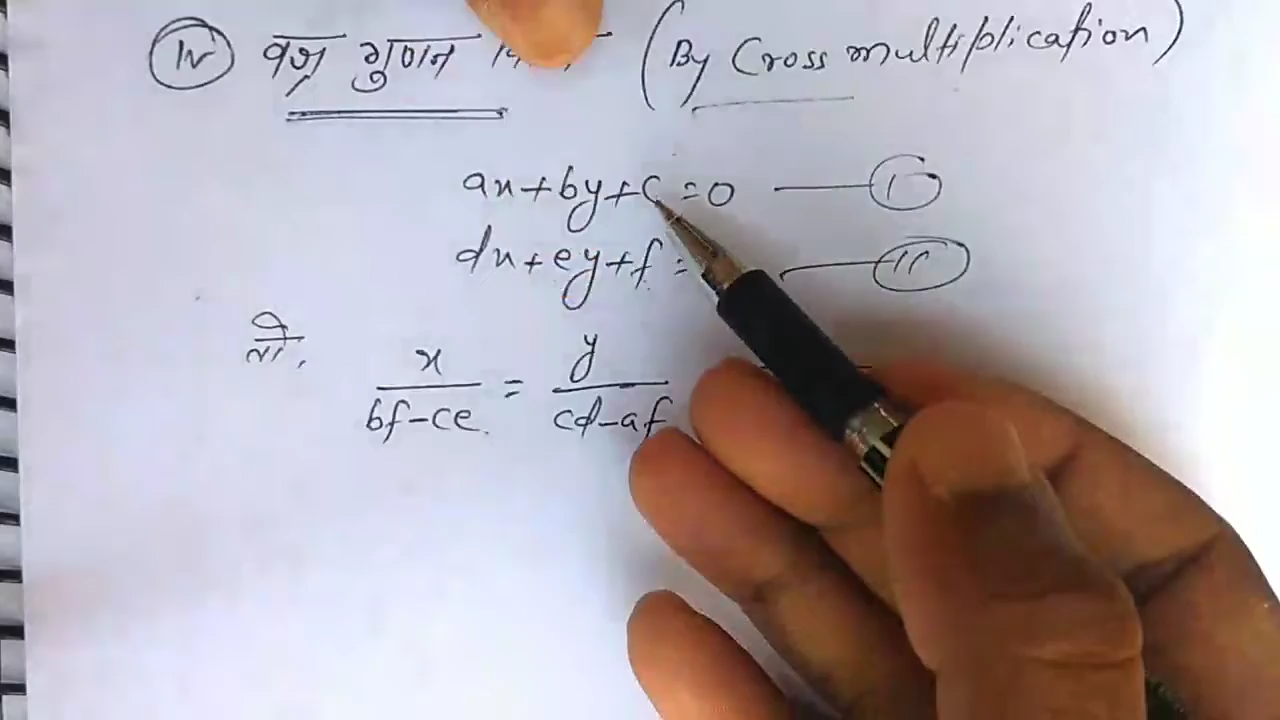 (IV) वज्र गुणन (By Cross multiplication)
ax+by+c=0 — (I)
dx+ey+f= — (II)
वी.
x/(bf-ce) = y/(cd-af)